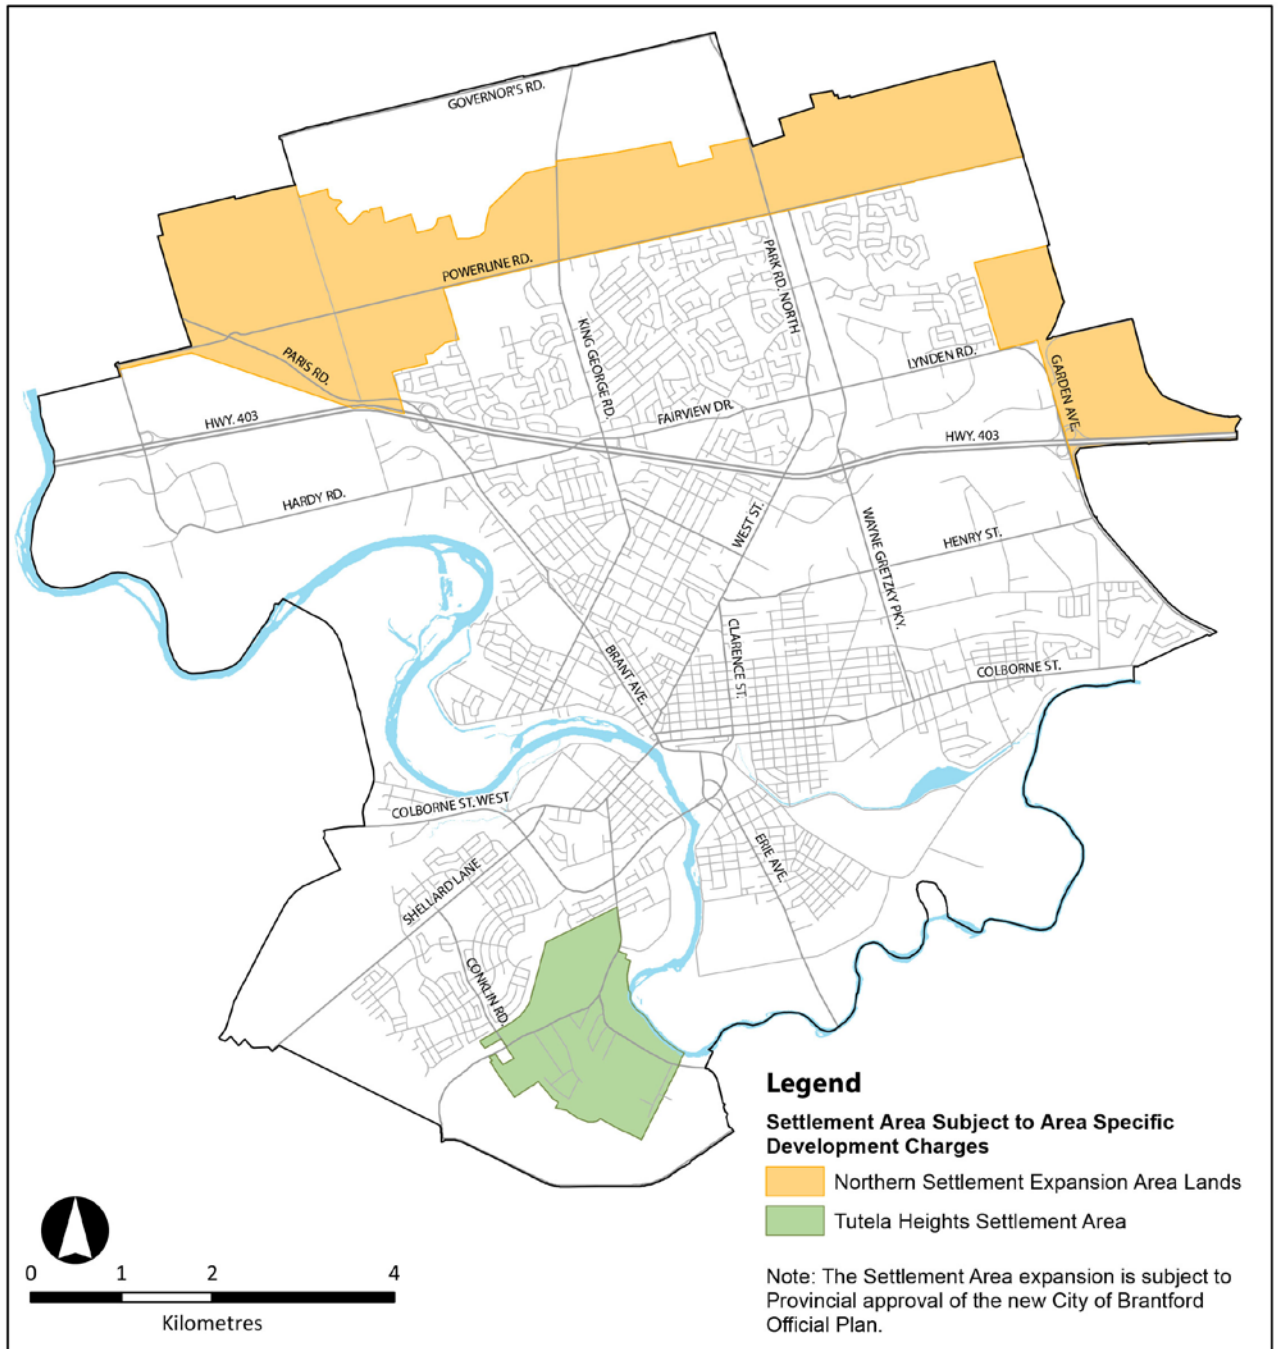 GOVERNOR'S RD.
POWERLINE RD.
PARK RD. NORTH
KING GEORGE RD.
PARIS RD.
LYNDEN RD.
GARDEN AVE.
FAIRVIEW DR.
HWY. 403
HWY. 403
HARDY RD.
WEST ST.
WAYNE GRETZKY PKY.
HENRY ST.
CLARENCE ST.
BRANT AVE.
COLBORNE ST.
COLBORNE ST. WEST
ERIE AVE.
SHELLARD LANE
CONKLIN RD.
Legend
Settlement Area Subject to Area Specific
Development Charges
Northern Settlement Expansion Area Lands
Tutela Heights Settlement Area
Note: The Settlement Area expansion is subject to
Provincial approval of the new City of Brantford
Official Plan.
0 1 2 4
Kilometres